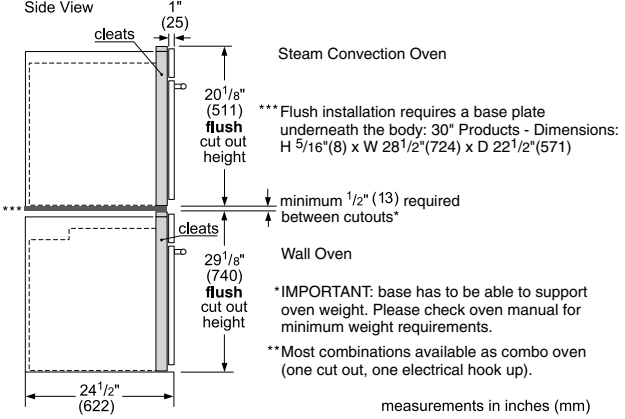 Side View
1"
(25)
cleats
Steam Convection Oven
20 1/8"
(511)
flush
cut out
height
***Flush installation requires a base plate
underneath the body: 30" Products - Dimensions:
H 5/16"(8) x W 28 1/2"(724) x D 22 1/2"(571)
***
minimum 1/2" (13) required
between cutouts*
cleats
Wall Oven
29 1/8"
(740)
flush
cut out
height
*IMPORTANT: base has to be able to support
oven weight. Please check oven manual for
minimum weight requirements.
**Most combinations available as combo oven
(one cut out, one electrical hook up).
24 1/2"
(622)
measurements in inches (mm)